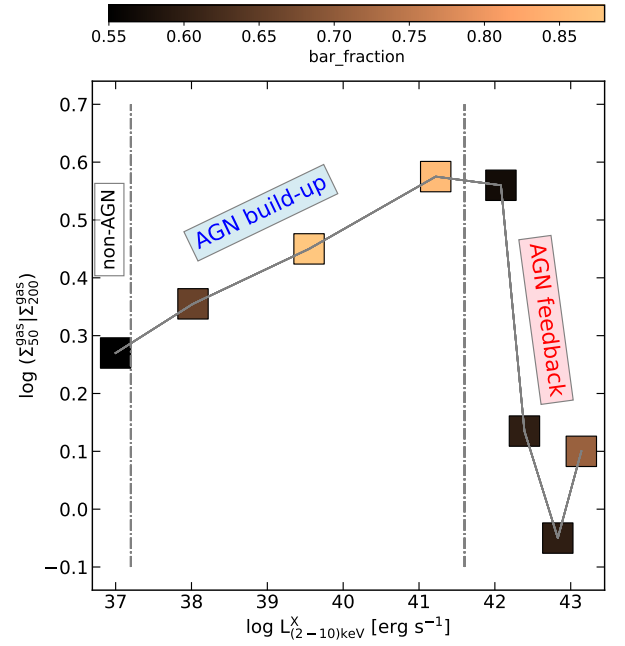 0.55 0.60 0.65 0.70 0.75 0.80 0.85
bar_fraction
0.7
0.6
0.5
0.4
0.3
0.2
0.1
0.0
−0.1
log (Σ₅₀ᵍᵃˢ|Σ₂₀₀ᵍᵃˢ)
non-AGN
AGN build-up
AGN feedback
37 38 39 40 41 42 43
log Lˣ₍₂₋₁₀₎keV [erg s⁻¹]